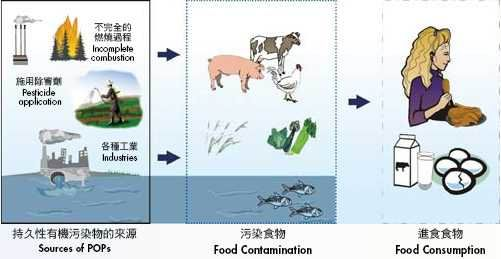 不完全的
燃燒過程
Incomplete
combustion
施用除害劑
Pesticide
application
各種工業
Industries
持久性有機污染物的來源
Sources of POPs
污染食物
Food Contamination
進食食物
Food Consumption